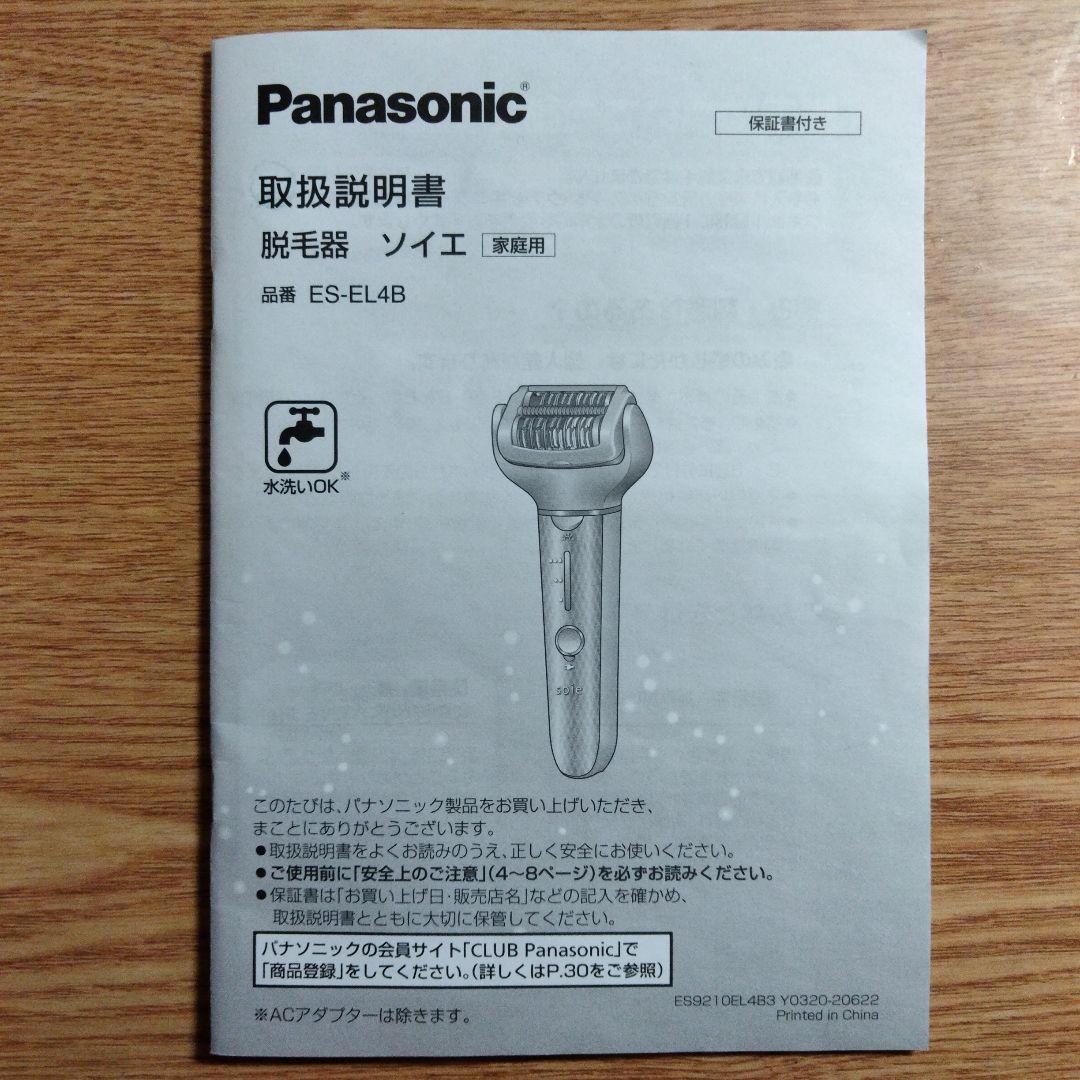 Panasonic®
保証書付き
取扱説明書
脱毛器 ソイエ 家庭用
品番 ES-EL4B
水洗いOK※
soie
このたびは、パナソニック製品をお買い上げいただき、
まことにありがとうございます。
●取扱説明書をよくお読みのうえ、正しく安全にお使いください。
●ご使用前に「安全上のご注意」(4～8ページ)を必ずお読みください。
●保証書は「お買い上げ日・販売店名」などの記入を確かめ、
取扱説明書とともに大切に保管してください。
パナソニックの会員サイト「CLUB Panasonic」で
「商品登録」をしてください。(詳しくはP.30をご参照)
※ACアダプターは除きます。
ES9210EL4B3 Y0320-20622
Printed in China